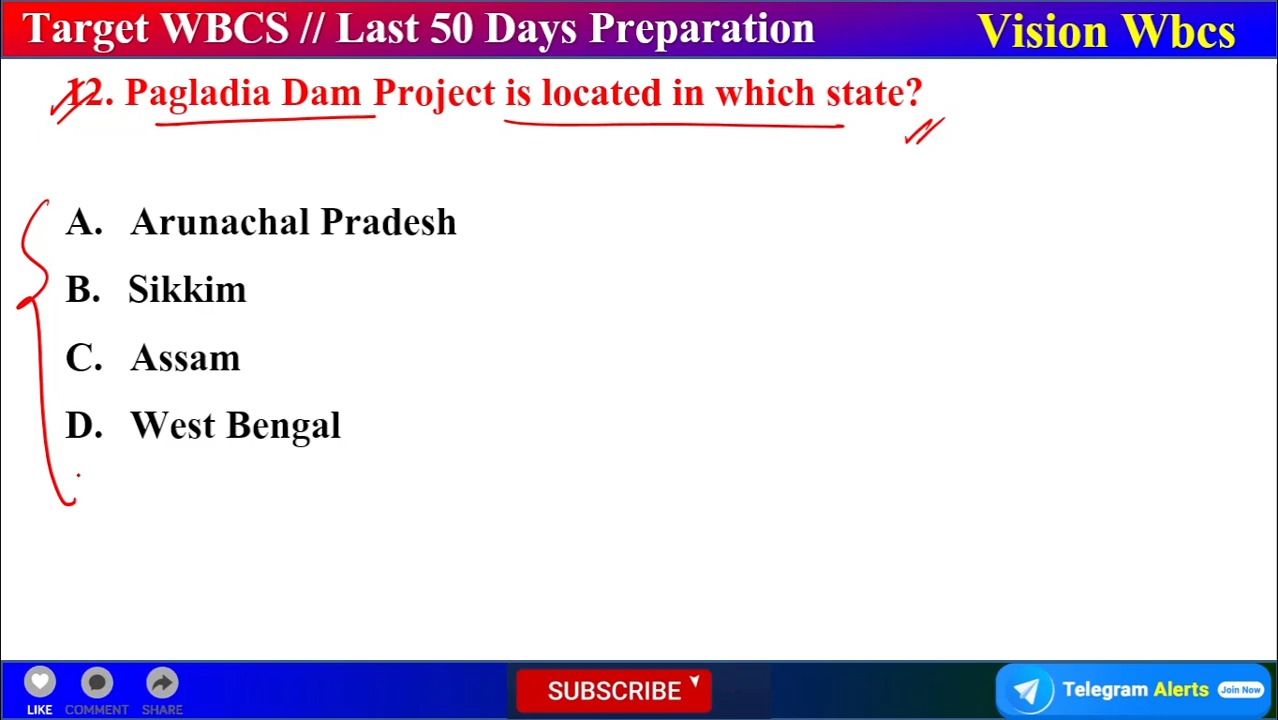 Target WBCS // Last 50 Days Preparation
Vision Wbcs
12. Pagladia Dam Project is located in which state?
A. Arunachal Pradesh
B. Sikkim
C. Assam
D. West Bengal
LIKE COMMENT SHARE
SUBSCRIBE
Telegram Alerts Join Now